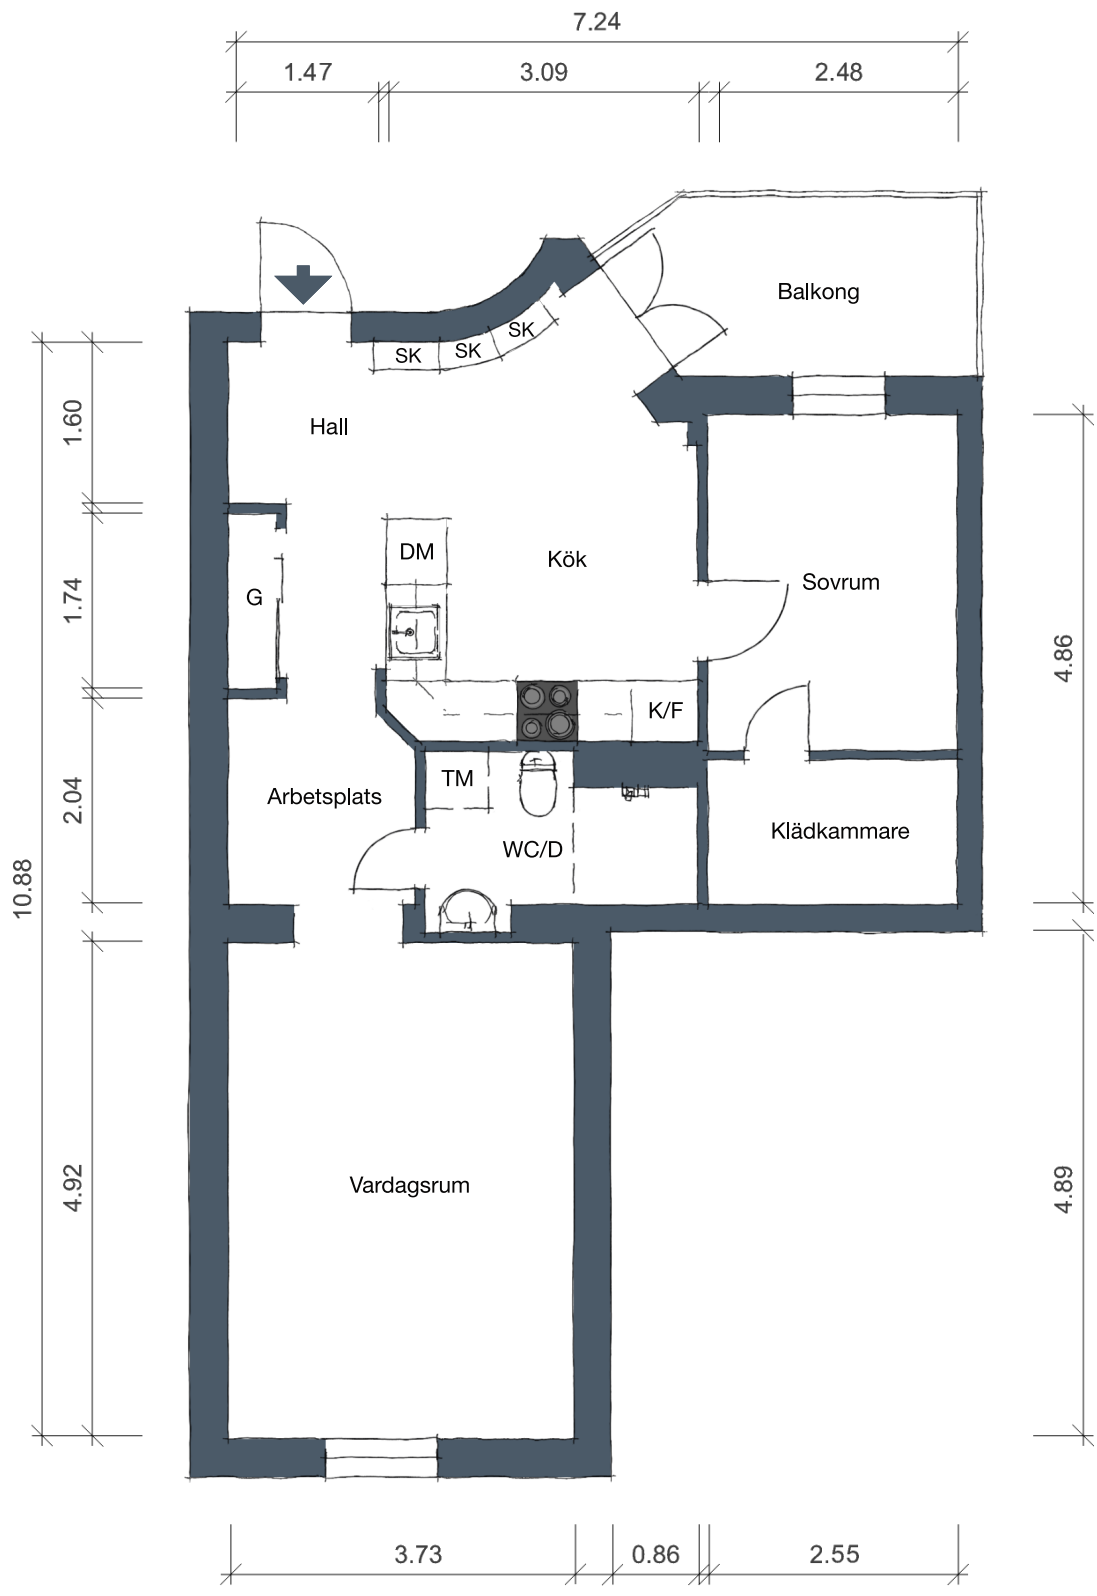 7.24
1.47
3.09
2.48
Balkong
SK
SK
SK
Hall
1.60
DM
Kök
Sovrum
G
1.74
4.86
K/F
TM
Arbetsplats
2.04
Klädkammare
WC/D
10.88
Vardagsrum
4.92
4.89
3.73
0.86
2.55